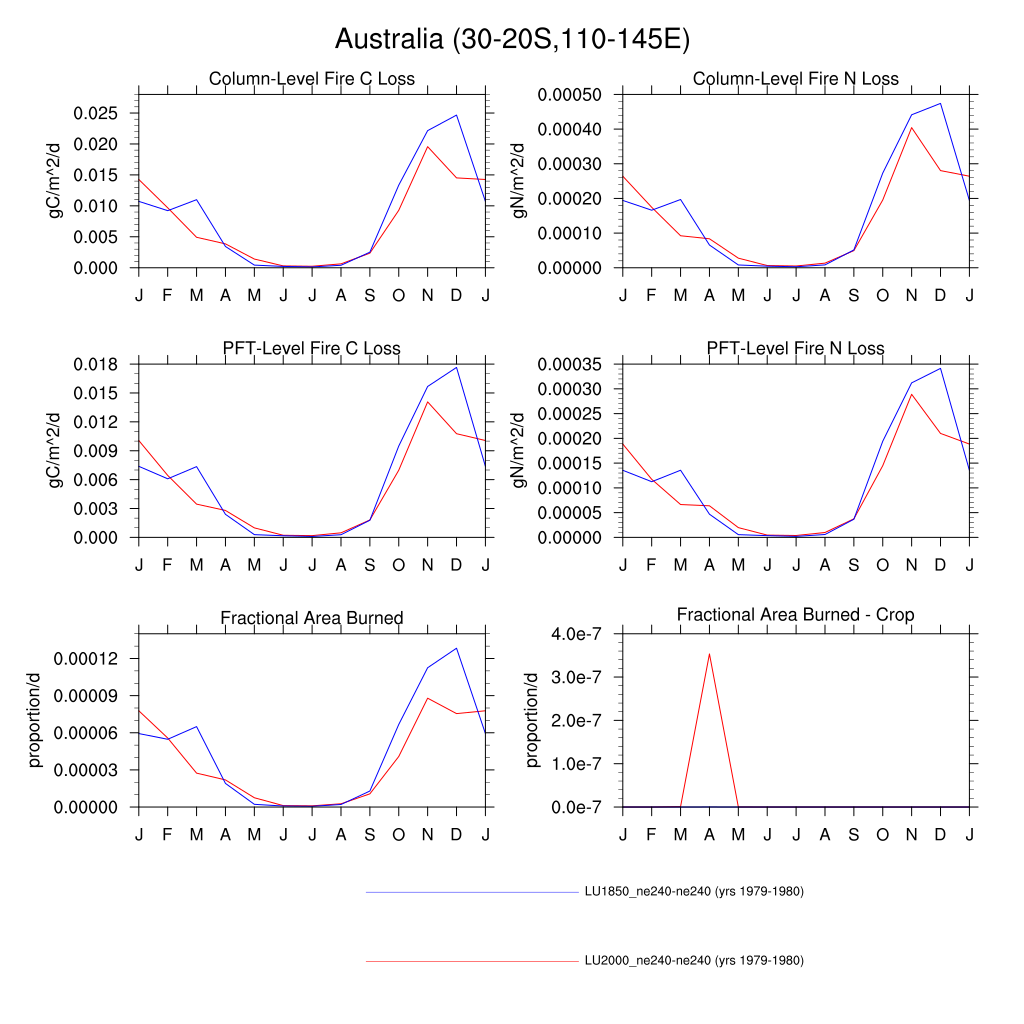 Australia (30-20S,110-145E)
Column-Level Fire C Loss
gC/m^2/d
0.025
0.020
0.015
0.010
0.005
0.000
J F M A M J J A S O N D J
Column-Level Fire N Loss
gN/m^2/d
0.00050
0.00040
0.00030
0.00020
0.00010
0.00000
J F M A M J J A S O N D J
PFT-Level Fire C Loss
gC/m^2/d
0.018
0.015
0.012
0.009
0.006
0.003
0.000
J F M A M J J A S O N D J
PFT-Level Fire N Loss
gN/m^2/d
0.00035
0.00030
0.00025
0.00020
0.00015
0.00010
0.00005
0.00000
J F M A M J J A S O N D J
Fractional Area Burned
proportion/d
0.00012
0.00009
0.00006
0.00003
0.00000
J F M A M J J A S O N D J
Fractional Area Burned - Crop
proportion/d
4.0e-7
3.0e-7
2.0e-7
1.0e-7
0.0e-7
J F M A M J J A S O N D J
LU1850_ne240-ne240 (yrs 1979-1980)
LU2000_ne240-ne240 (yrs 1979-1980)